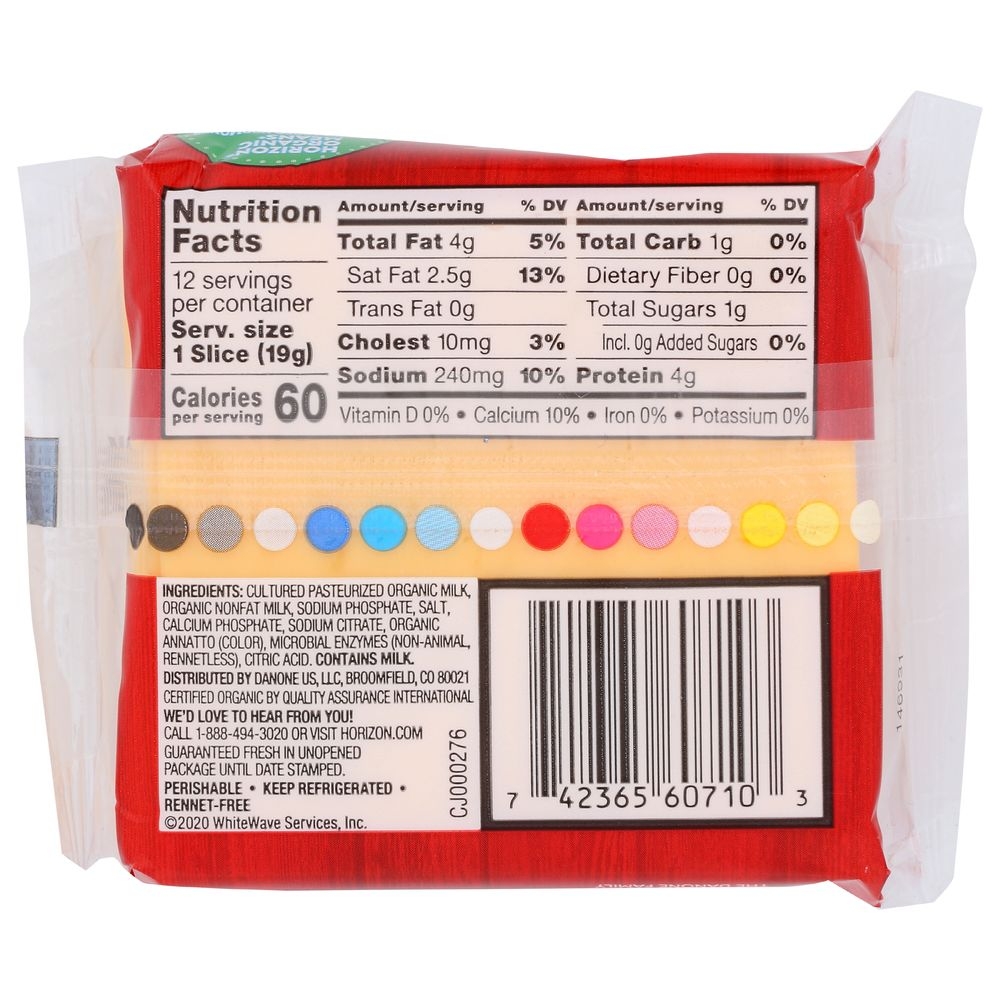 HORIZON
ORGANIC
Nutrition
Facts
12 servings
per container
Serv. size
1 Slice (19g)
Calories
per serving
60
Amount/serving % DV
Total Fat 4g 5%
Sat Fat 2.5g 13%
Trans Fat 0g
Cholest 10mg 3%
Sodium 240mg 10%
Amount/serving % DV
Total Carb 1g 0%
Dietary Fiber 0g 0%
Total Sugars 1g
Incl. 0g Added Sugars 0%
Protein 4g
Vitamin D 0% • Calcium 10% • Iron 0% • Potassium 0%
INGREDIENTS: CULTURED PASTEURIZED ORGANIC MILK,
ORGANIC NONFAT MILK, SODIUM PHOSPHATE, SALT,
CALCIUM PHOSPHATE, SODIUM CITRATE, ORGANIC
ANNATTO (COLOR), MICROBIAL ENZYMES (NON-ANIMAL,
RENNETLESS), CITRIC ACID. CONTAINS MILK.
DISTRIBUTED BY DANONE US, LLC, BROOMFIELD, CO 80021
CERTIFIED ORGANIC BY QUALITY ASSURANCE INTERNATIONAL
WE'D LOVE TO HEAR FROM YOU!
CALL 1-888-494-3020 OR VISIT HORIZON.COM
GUARANTEED FRESH IN UNOPENED
PACKAGE UNTIL DATE STAMPED.
PERISHABLE • KEEP REFRIGERATED •
RENNET-FREE
©2020 WhiteWave Services, Inc.
CJ000276
7 42365 60710 3
146931
THE DANONE FAMILY